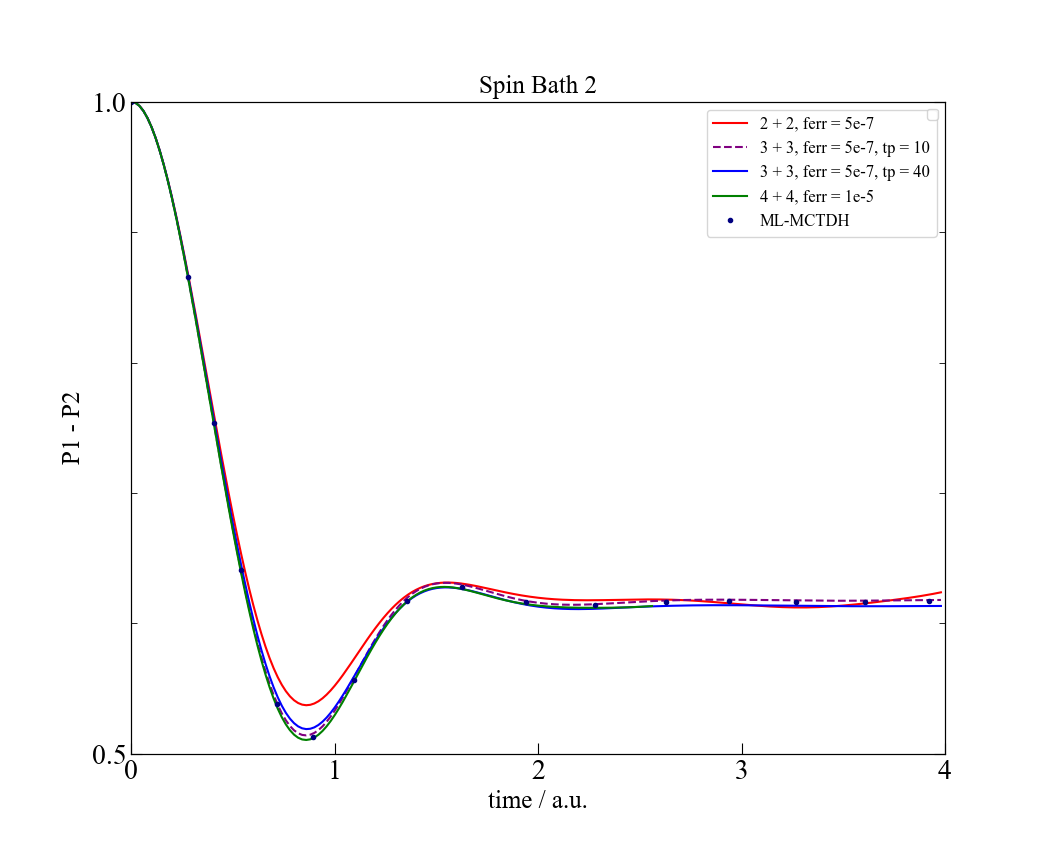 Spin Bath 2
1.0
2 + 2, ferr = 5e-7
3 + 3, ferr = 5e-7, tp = 10
3 + 3, ferr = 5e-7, tp = 40
4 + 4, ferr = 1e-5
ML-MCTDH
P1 - P2
0.5
0 1 2 3 4
time / a.u.